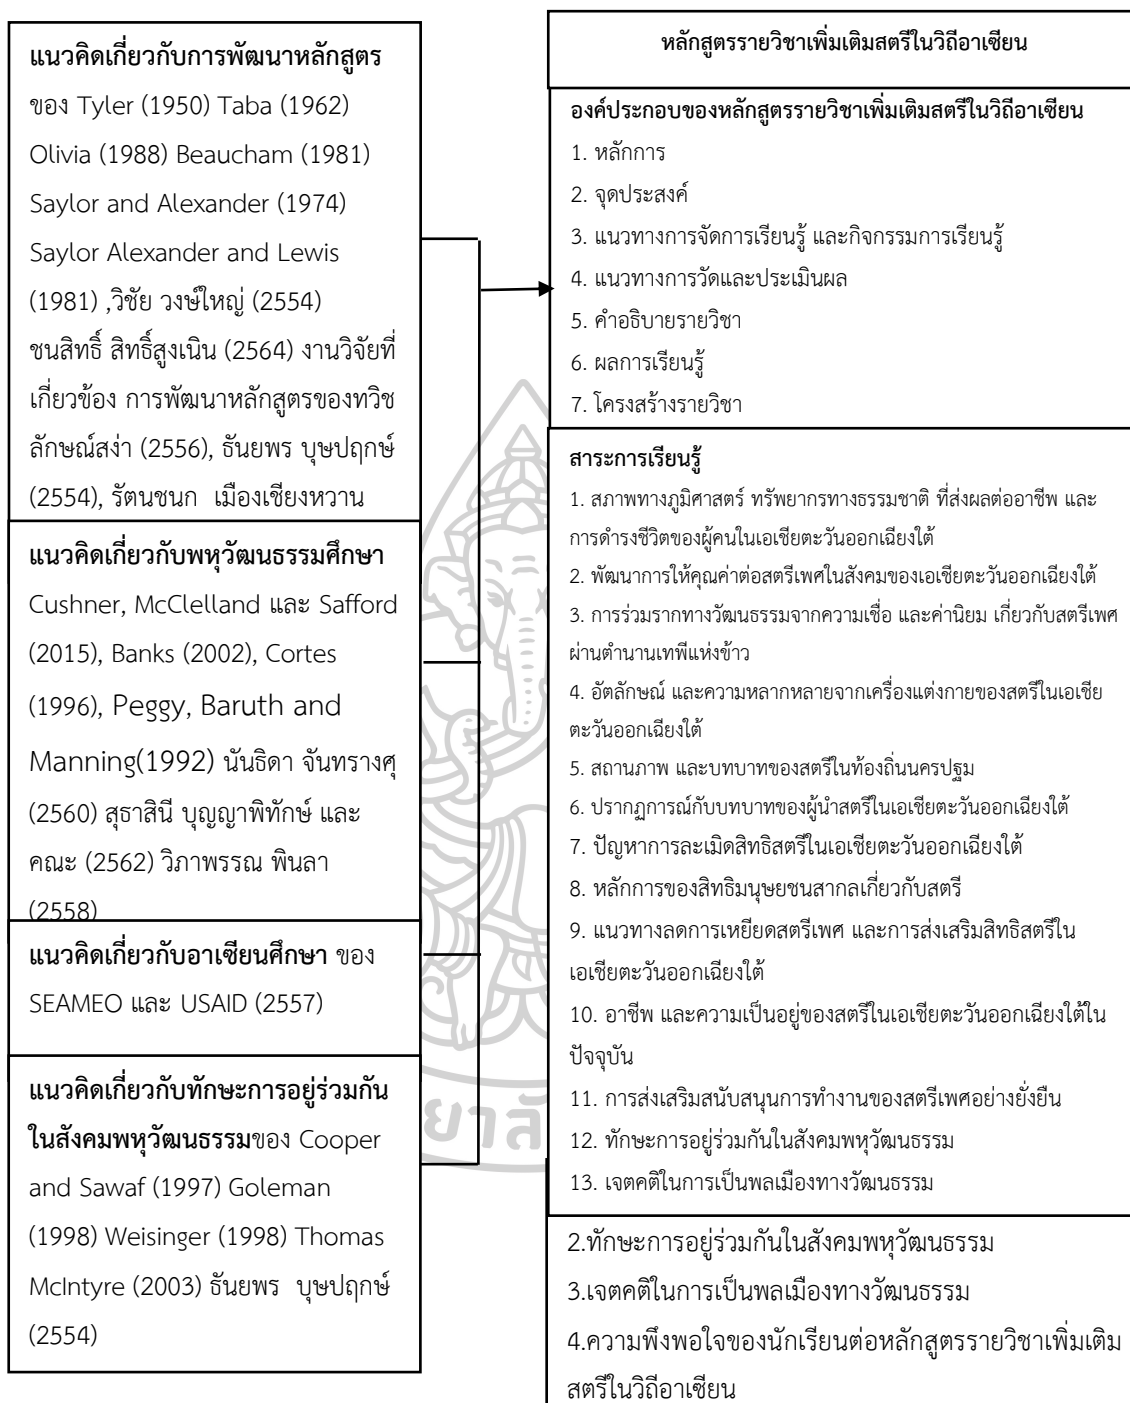 แนวคิดเกี่ยวกับการพัฒนาหลักสูตร
ของ Tyler (1950) Taba (1962)
Olivia (1988) Beaucham (1981)
Saylor and Alexander (1974)
Saylor Alexander and Lewis
(1981) ,วิชัย วงษ์ใหญ่ (2554)
ชนสิทธิ์ สิทธิ์สูงเนิน (2564) งานวิจัยที่
เกี่ยวข้อง การพัฒนาหลักสูตรของทวิช
ลักษณ์สง่า (2556), ธันยพร บุษปฤกษ์
(2554), รัตนชนก เมืองเชียงหวาน
แนวคิดเกี่ยวกับพหุวัฒนธรรมศึกษา
Cushner, McClelland และ Safford
(2015), Banks (2002), Cortes
(1996), Peggy, Baruth and
Manning(1992) นันธิดา จันทรางศุ
(2560) สุธาสินี บุญญาพิทักษ์ และ
คณะ (2562) วิภาพรรณ พินลา
(2558)
แนวคิดเกี่ยวกับอาเซียนศึกษา ของ
SEAMEO และ USAID (2557)
แนวคิดเกี่ยวกับทักษะการอยู่ร่วมกัน
ในสังคมพหุวัฒนธรรมของ Cooper
and Sawaf (1997) Goleman
(1998) Weisinger (1998) Thomas
McIntyre (2003) ธันยพร บุษปฤกษ์
(2554)
หลักสูตรรายวิชาเพิ่มเติมสตรีในวิถีอาเซียน
องค์ประกอบของหลักสูตรรายวิชาเพิ่มเติมสตรีในวิถีอาเซียน
1. หลักการ
2. จุดประสงค์
3. แนวทางการจัดการเรียนรู้ และกิจกรรมการเรียนรู้
4. แนวทางการวัดและประเมินผล
5. คำอธิบายรายวิชา
6. ผลการเรียนรู้
7. โครงสร้างรายวิชา
สาระการเรียนรู้
1. สภาพทางภูมิศาสตร์ ทรัพยากรทางธรรมชาติ ที่ส่งผลต่ออาชีพ และ
การดำรงชีวิตของผู้คนในเอเชียตะวันออกเฉียงใต้
2. พัฒนาการให้คุณค่าต่อสตรีเพศในสังคมของเอเชียตะวันออกเฉียงใต้
3. การร่วมรากทางวัฒนธรรมจากความเชื่อ และค่านิยม เกี่ยวกับสตรีเพศ
ผ่านตำนานเทพีแห่งข้าว
4. อัตลักษณ์ และความหลากหลายจากเครื่องแต่งกายของสตรีในเอเชีย
ตะวันออกเฉียงใต้
5. สถานภาพ และบทบาทของสตรีในท้องถิ่นนครปฐม
6. ปรากฏการณ์กับบทบาทของผู้นำสตรีในเอเชียตะวันออกเฉียงใต้
7. ปัญหาการละเมิดสิทธิสตรีในเอเชียตะวันออกเฉียงใต้
8. หลักการของสิทธิมนุษยชนสากลเกี่ยวกับสตรี
9. แนวทางลดการเหยียดสตรีเพศ และการส่งเสริมสิทธิสตรีใน
เอเชียตะวันออกเฉียงใต้
10. อาชีพ และความเป็นอยู่ของสตรีในเอเชียตะวันออกเฉียงใต้ใน
ปัจจุบัน
11. การส่งเสริมสนับสนุนการทำงานของสตรีเพศอย่างยั่งยืน
12. ทักษะการอยู่ร่วมกันในสังคมพหุวัฒนธรรม
13. เจตคติในการเป็นพลเมืองทางวัฒนธรรม
2.ทักษะการอยู่ร่วมกันในสังคมพหุวัฒนธรรม
3.เจตคติในการเป็นพลเมืองทางวัฒนธรรม
4.ความพึงพอใจของนักเรียนต่อหลักสูตรรายวิชาเพิ่มเติม
สตรีในวิถีอาเซียน